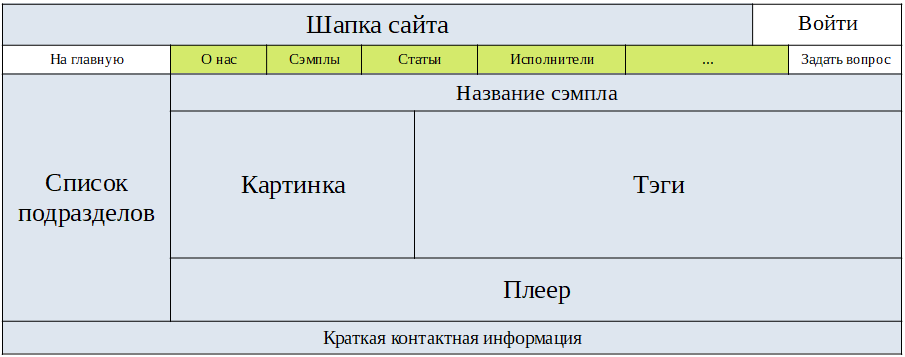 Шапка сайта
Войти
На главную
О нас
Сэмплы
Статьи
Исполнители
...
Задать вопрос
Название сэмпла
Список
подразделов
Картинка
Тэги
Плеер
Краткая контактная информация